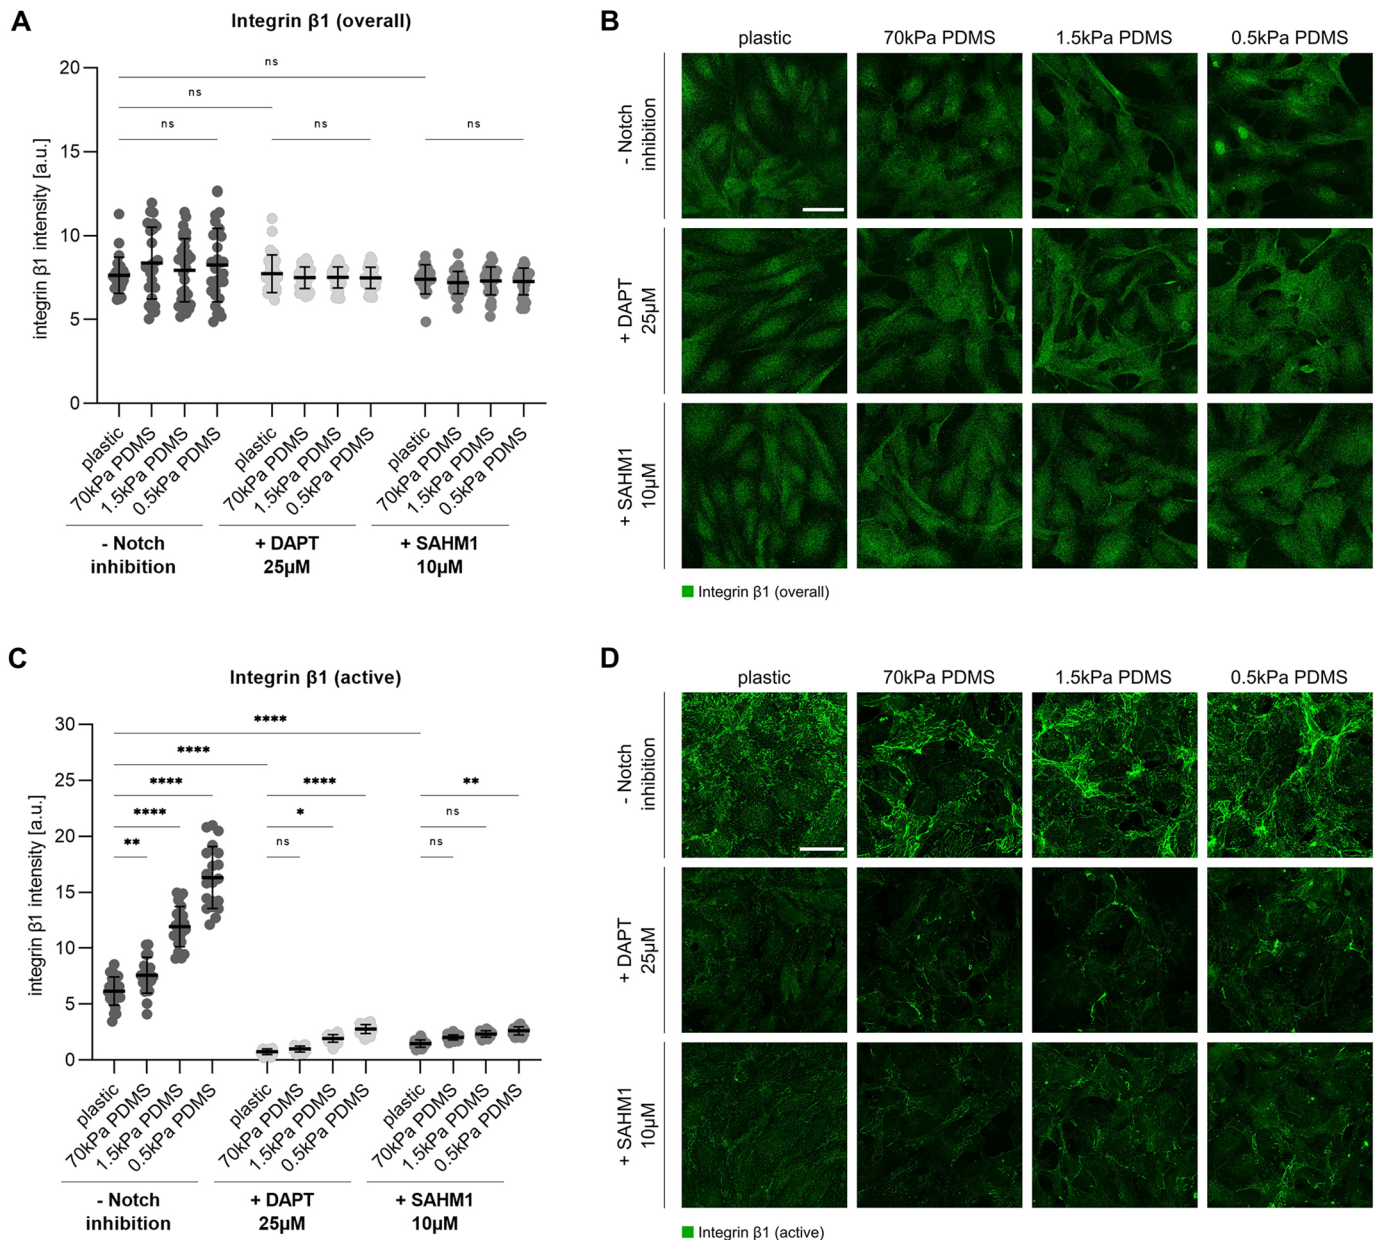 A
Integrin β1 (overall)
integrin β1 intensity [a.u.]
20
15
10
5
0
ns
ns
ns
ns
ns
plastic
70kPa PDMS
1.5kPa PDMS
0.5kPa PDMS
plastic
70kPa PDMS
1.5kPa PDMS
0.5kPa PDMS
plastic
70kPa PDMS
1.5kPa PDMS
0.5kPa PDMS
- Notch
inhibition
+ DAPT
25µM
+ SAHM1
10µM
B
plastic
70kPa PDMS
1.5kPa PDMS
0.5kPa PDMS
- Notch
inhibition
+ DAPT
25µM
+ SAHM1
10µM
Integrin β1 (overall)
C
Integrin β1 (active)
integrin β1 intensity [a.u.]
30
25
20
15
10
5
0
****
****
****
****
**
****
*
ns
**
ns
ns
plastic
70kPa PDMS
1.5kPa PDMS
0.5kPa PDMS
plastic
70kPa PDMS
1.5kPa PDMS
0.5kPa PDMS
plastic
70kPa PDMS
1.5kPa PDMS
0.5kPa PDMS
- Notch
inhibition
+ DAPT
25µM
+ SAHM1
10µM
D
plastic
70kPa PDMS
1.5kPa PDMS
0.5kPa PDMS
- Notch
inhibition
+ DAPT
25µM
+ SAHM1
10µM
Integrin β1 (active)